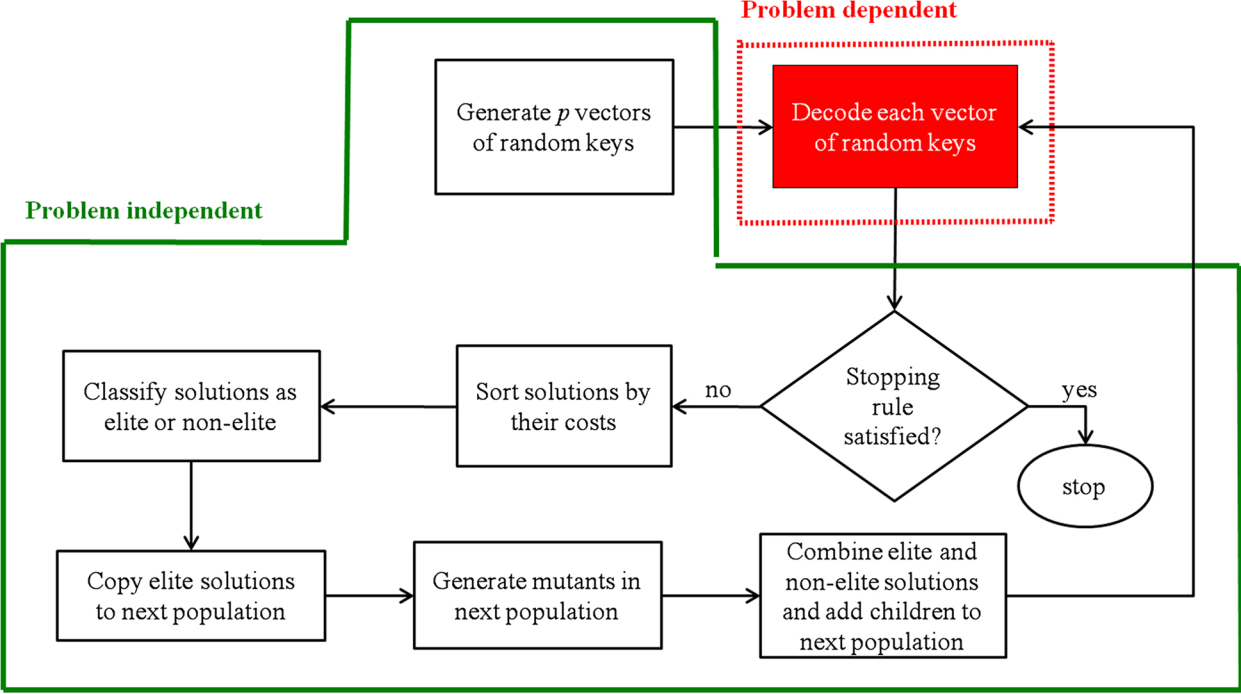 Problem dependent
Generate p vectors
of random keys
Decode each vector
of random keys
Problem independent
Classify solutions as
elite or non-elite
Sort solutions by
their costs
no
Stopping
rule
satisfied?
yes
stop
Copy elite solutions
to next population
Generate mutants in
next population
Combine elite and
non-elite solutions
and add children to
next population